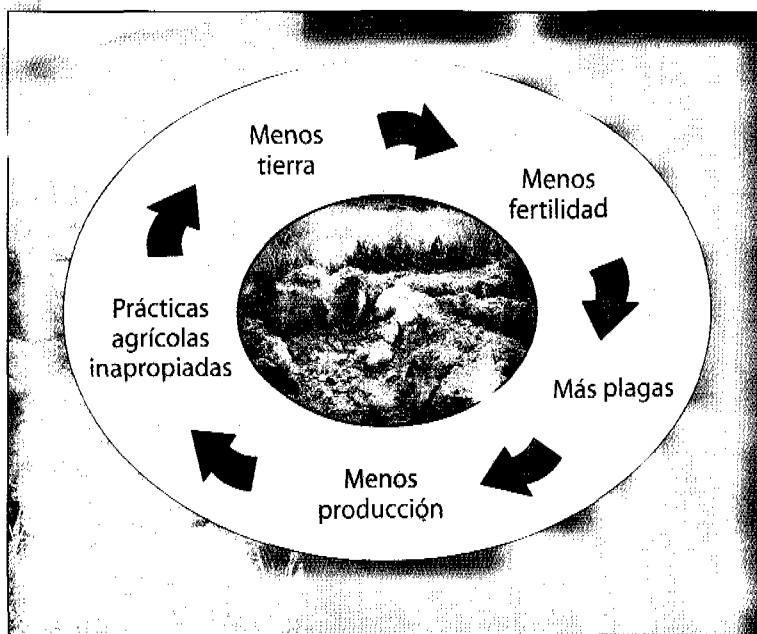 Menos
tierra
Menos
fertilidad
Más plagas
Menos
producción
Prácticas
agrícolas
inapropiadas